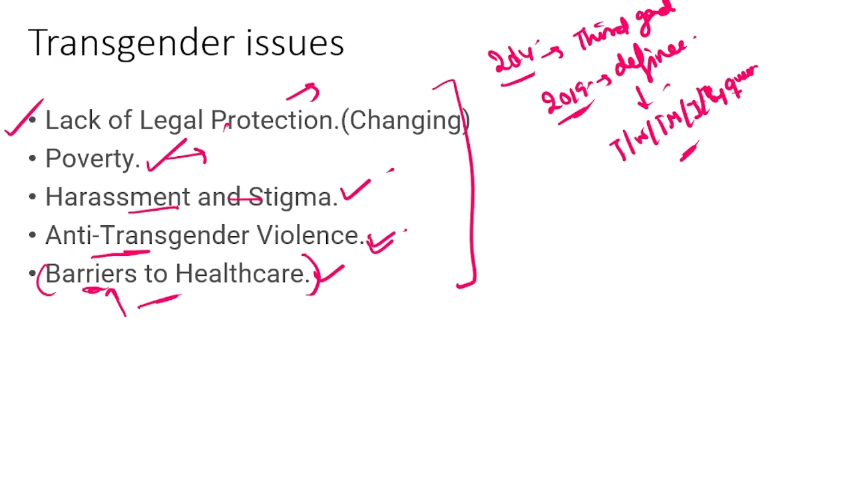 Transgender issues
• Lack of Legal Protection.(Changing)
• Poverty.
• Harassment and Stigma.
• Anti-Transgender Violence.
• Barriers to Healthcare.
2014 → Third
2019 → define
T/W/TM/I/